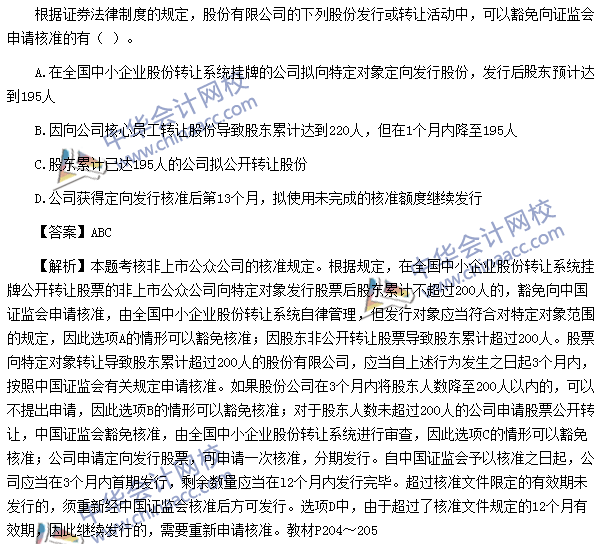 根据证券法律制度的规定，股份有限公司的下列股份发行或转让活动中，可以豁免向证监会
申请核准的有（ ）。
A.在全国中小企业股份转让系统挂牌的公司拟向特定对象定向发行股份，发行后股东预计达
到195人
B.因向公司核心员工转让股份导致股东累计达到220人，但在1个月内降至195人
C.股东累计已达195人的公司拟公开转让股份
D.公司获得定向发行核准后第13个月，拟使用未完成的核准额度继续发行
【答案】ABC
【解析】本题考核非上市公众公司的核准规定。根据规定，在全国中小企业股份转让系统挂
牌公开转让股票的非上市公众公司向特定对象发行股票后股东累计不超过200人的，豁免向中国
证监会申请核准，由全国中小企业股份转让系统自律管理，但发行对象应当符合对特定对象范围
的规定，因此选项A的情形可以豁免核准；因股东非公开转让股票导致股东累计超过200人。股票
向特定对象转让导致股东累计超过200人的股份有限公司，应当自上述行为发生之日起3个月内，
按照中国证监会有关规定申请核准。如果股份公司在3个月内将股东人数降至200人以内的，可以
不提出申请，因此选项B的情形可以豁免核准；对于股东人数未超过200人的公司申请股票公开转
让，中国证监会豁免核准，由全国中小企业股份转让系统进行审查，因此选项C的情形可以豁免
核准；公司申请定向发行股票，可申请一次核准，分期发行。自中国证监会予以核准之日起，公
司应当在3个月内首期发行，剩余数量应当在12个月内发行完毕。超过核准文件限定的有效期未
发行的，须重新经中国证监会核准后方可发行。选项D中，由于超过了核准文件规定的12个月有
效期，因此继续发行的，需要重新申请核准。教材P204～205
中华会计网校
www.chinaacc.com
中华会计网校
www.chinaacc.com
中华会计网校
www.chinaacc.com